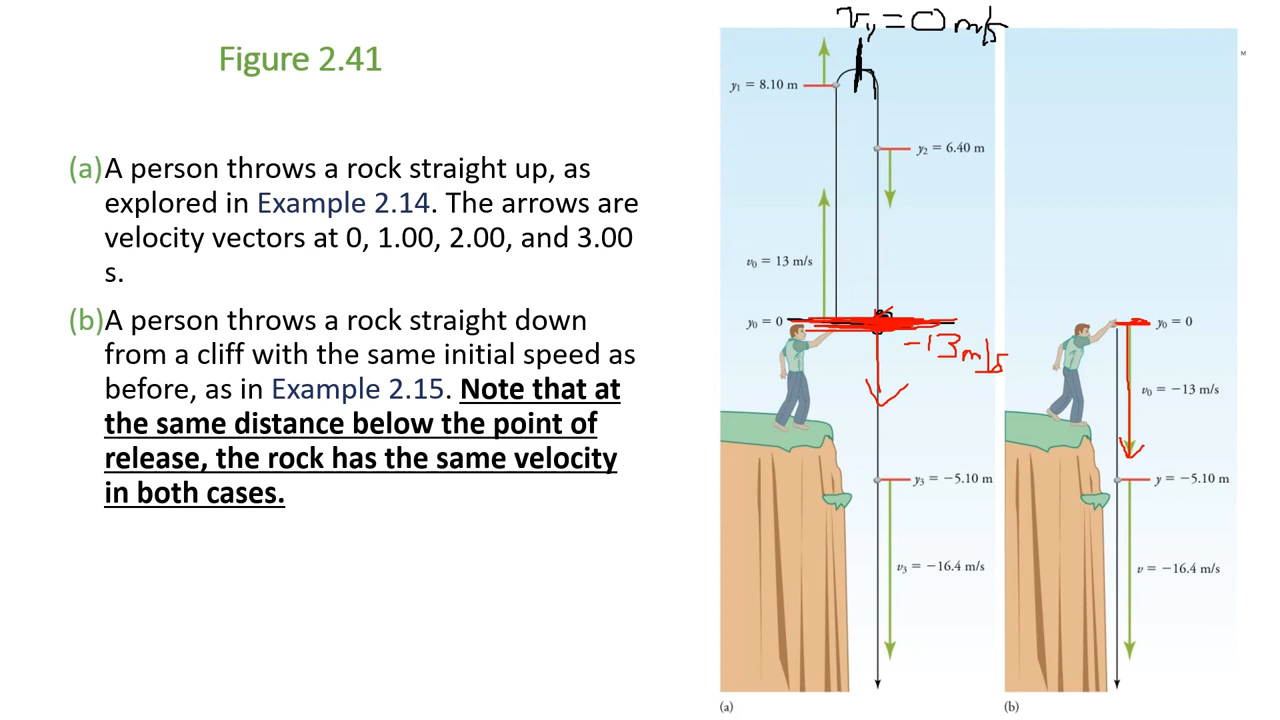 Figure 2.41
(a)A person throws a rock straight up, as
explored in Example 2.14. The arrows are
velocity vectors at 0, 1.00, 2.00, and 3.00
s.
(b)A person throws a rock straight down
from a cliff with the same initial speed as
before, as in Example 2.15. Note that at
the same distance below the point of
release, the rock has the same velocity
in both cases.
vy = 0 m/s
y₁ = 8.10 m
y₂ = 6.40 m
v₀ = 13 m/s
y₀ = 0
-13 m/s
y₃ = −5.10 m
v₃ = −16.4 m/s
(a)
y₀ = 0
v₀ = −13 m/s
y = −5.10 m
v = −16.4 m/s
(b)
M